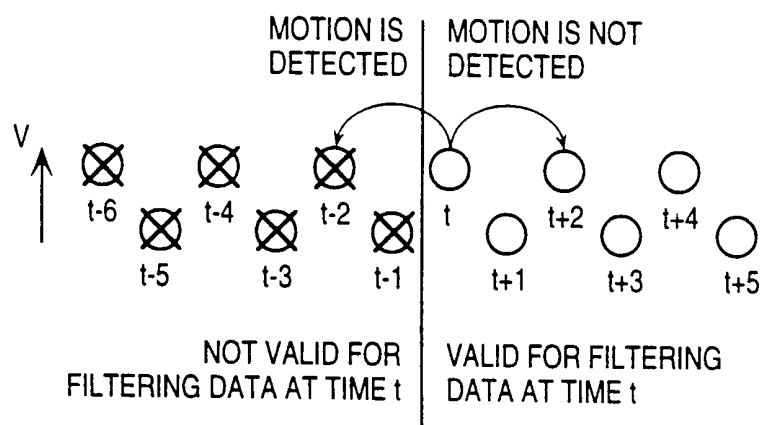 MOTION IS
DETECTED
MOTION IS NOT
DETECTED
V
t-6
t-4
t-2
t
t+2
t+4
t-5
t-3
t-1
t+1
t+3
t+5
NOT VALID FOR
FILTERING DATA AT TIME t
VALID FOR FILTERING
DATA AT TIME t